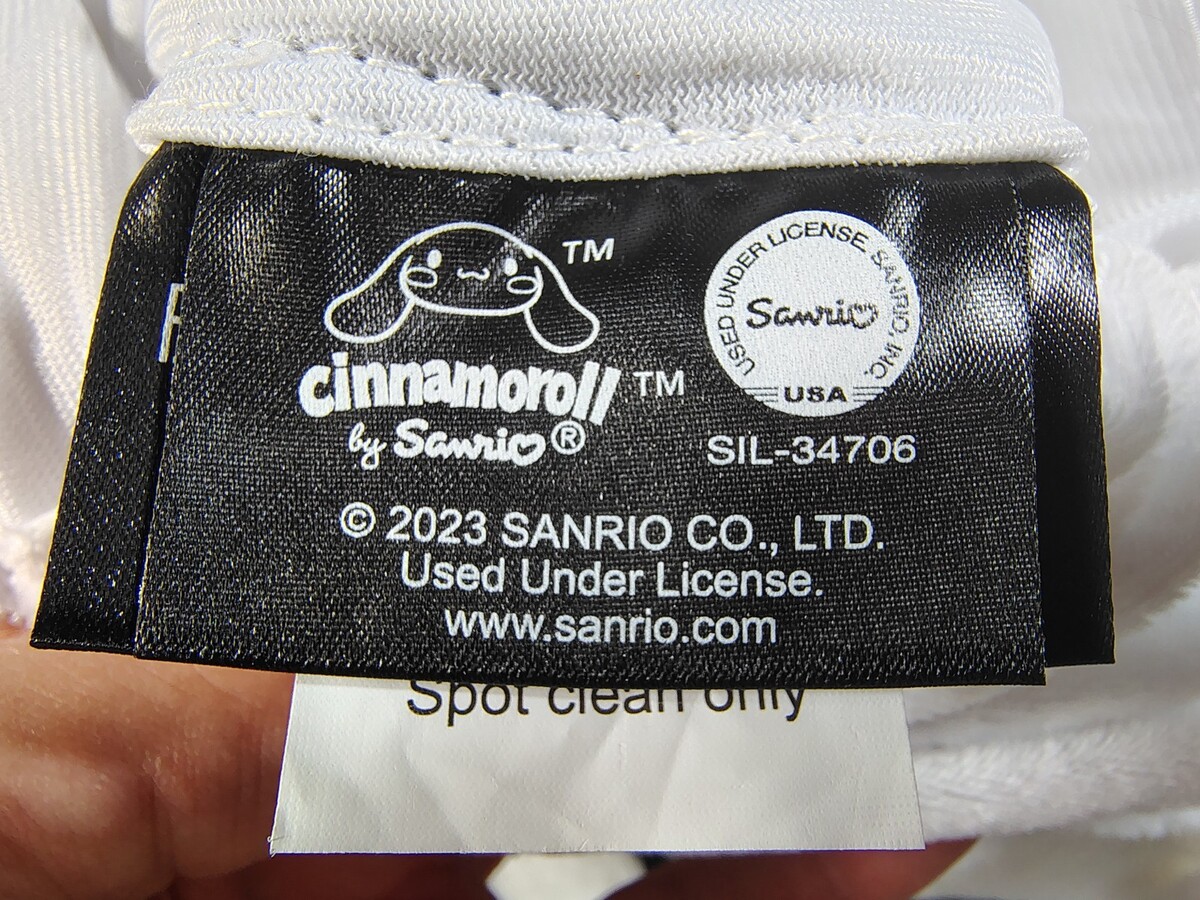 TM
cinnamoroll TM
by Sanrio ®
USED UNDER LICENSE. SANRIO, INC.
Sanrio
USA
SIL-34706
© 2023 SANRIO CO., LTD.
Used Under License.
www.sanrio.com
Spot clean only